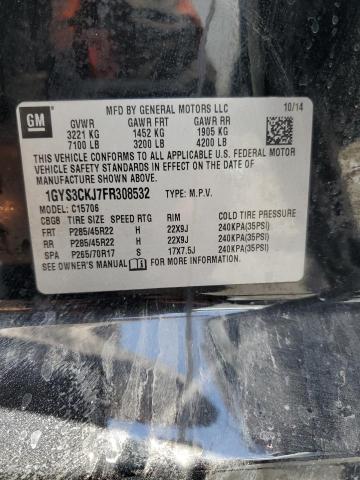 GM
MFD BY GENERAL MOTORS LLC 10/14
GVWR GAWR FRT GAWR RR
3221 KG 1452 KG 1905 KG
7100 LB 3200 LB 4200 LB
THIS VEHICLE CONFORMS TO ALL APPLICABLE U.S. FEDERAL MOTOR
VEHICLE SAFETY STANDARDS IN EFFECT ON THE DATE OF
MANUFACTURE SHOWN ABOVE.
1GYS3CKJ7FR308532 TYPE: M.P.V.
MODEL: C15706
CBG8 TIRE SIZE SPEED RTG RIM COLD TIRE PRESSURE
FRT P285/45R22 H 22X9J 240KPA(35PSI)
RR P285/45R22 H 22X9J 240KPA(35PSI)
SPA P265/70R17 S 17X7.5J 240KPA(35PSI)
SEE OWNER'S MANUAL FOR MORE INFORMATION.